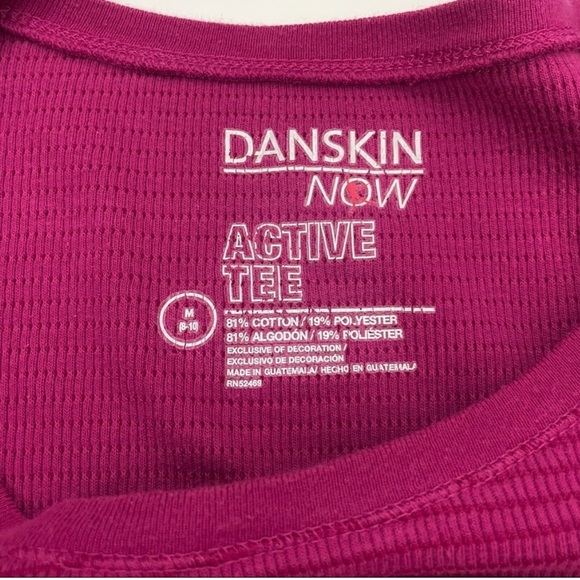 DANSKIN
NOW
ACTIVE
TEE
M
(8-10)
81% COTTON / 19% POLYESTER
81% ALGODÓN / 19% POLIÉSTER
EXCLUSIVE OF DECORATION /
EXCLUSIVO DE DECORACIÓN
MADE IN GUATEMALA / HECHO EN GUATEMALA
RN52469